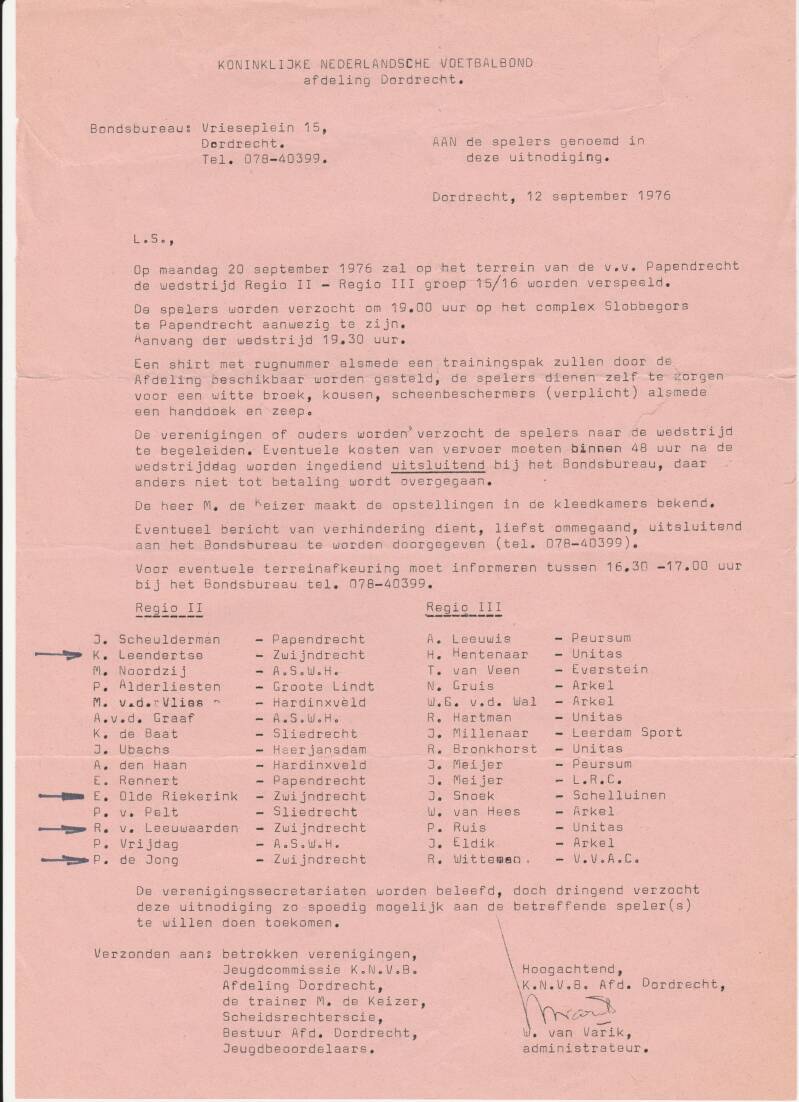 KONINKLIJKE NEDERLANDSCHE VOETBALBOND
afdeling Dordrecht.
Bondsbureau: Vrieseplein 15,
Dordrecht.
Tel. 078-40399.
AAN de spelers genoemd in
deze uitnodiging.
Dordrecht, 12 september 1976
L.S.,
Op maandag 20 september 1976 zal op het terrein van de v.v. Papendrecht
de wedstrijd Regio II - Regio III groep 15/16 worden verspeeld.
De spelers worden verzocht om 19.00 uur op het complex Slobbegors
te Papendrecht aanwezig te zijn.
Aanvang der wedstrijd 19.30 uur.
Een shirt met rugnummer alsmede een trainingspak zullen door de
Afdeling beschikbaar worden gesteld, de spelers dienen zelf te zorgen
voor een witte broek, kousen, scheenbeschermers (verplicht) alsmede
een handdoek en zeep.
De verenigingen of ouders worden verzocht de spelers naar de wedstrijd
te begeleiden. Eventuele kosten van vervoer moeten binnen 48 uur na de
wedstrijddag worden ingediend uitsluitend bij het Bondsbureau, daar
anders niet tot betaling wordt overgegaan.
De heer M. de Keizer maakt de opstellingen in de kleedkamers bekend.
Eventueel bericht van verhindering dient, liefst ommegaand, uitsluitend
aan het Bondsbureau te worden doorgegeven (tel. 078-40399).
Voor eventuele terreinafkeuring moet informeren tussen 16.30 -17.00 uur
bij het Bondsbureau tel. 078-40399.
Regio II
J. Scheulderman - Papendrecht
K. Leendertse - Zwijndrecht
M. Noordzij - A.S.W.H.
P. Alderliesten - Groote Lindt
M. v.d. Vlies - Hardinxveld
A.v.d. Graaf - A.S.W.H.
K. de Baat - Sliedrecht
J. Ubachs - Heerjansdam
A. den Haan - Hardinxveld
E. Rennert - Papendrecht
E. Olde Riekerink - Zwijndrecht
P. v. Pelt - Sliedrecht
R. v. Leeuwaarden - Zwijndrecht
P. Vrijdag - A.S.W.H.
P. de Jong - Zwijndrecht
Regio III
A. Leeuwis - Peursum
H. Hentenaar - Unitas
T. van Veen - Everstein
N. Gruis - Arkel
W.G. v.d. Wal - Arkel
R. Hartman - Unitas
J. Millenaar - Leerdam Sport
R. Bronkhorst - Unitas
J. Meijer - Peursum
J. Meijer - L.R.C.
J. Snoek - Schelluinen
W. van Hees - Arkel
P. Ruis - Unitas
J. Eldik - Arkel
R. Witteman. - V.V.A.C.
De verenigingssecretariaten worden beleefd, doch dringend verzocht
deze uitnodiging zo spoedig mogelijk aan de betreffende speler(s)
te willen doen toekomen.
Verzonden aan: betrokken verenigingen,
Jeugdcommissie K.N.V.B.
Afdeling Dordrecht,
de trainer M. de Keizer,
Scheidsrechterscie,
Bestuur Afd. Dordrecht,
Jeugdbeoordelaars.
Hoogachtend,
K.N.V.B. Afd. Dordrecht,
W. van Varik,
administrateur.